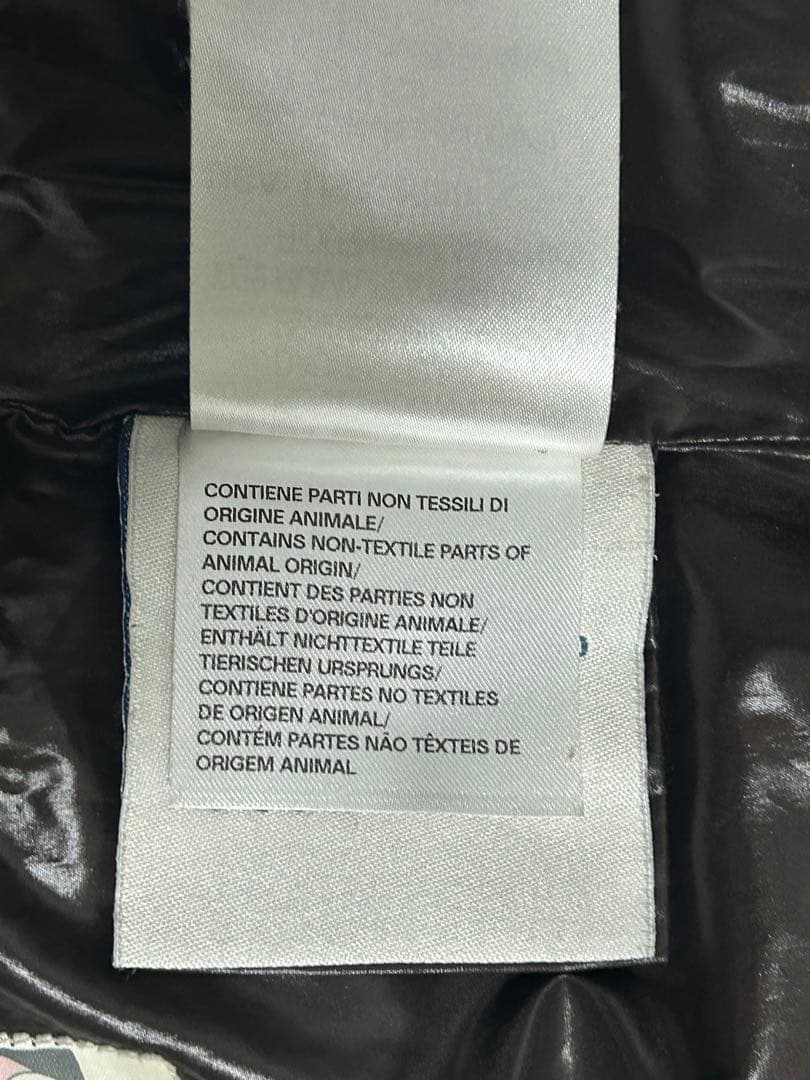 CONTIENE PARTI NON TESSILI DI
ORIGINE ANIMALE/
CONTAINS NON-TEXTILE PARTS OF
ANIMAL ORIGIN/
CONTIENT DES PARTIES NON
TEXTILES D'ORIGINE ANIMALE/
ENTHÄLT NICHTTEXTILE TEILE
TIERISCHEN URSPRUNGS/
CONTIENE PARTES NO TEXTILES
DE ORIGEN ANIMAL/
CONTÉM PARTES NÃO TÊXTEIS DE
ORIGEM ANIMAL